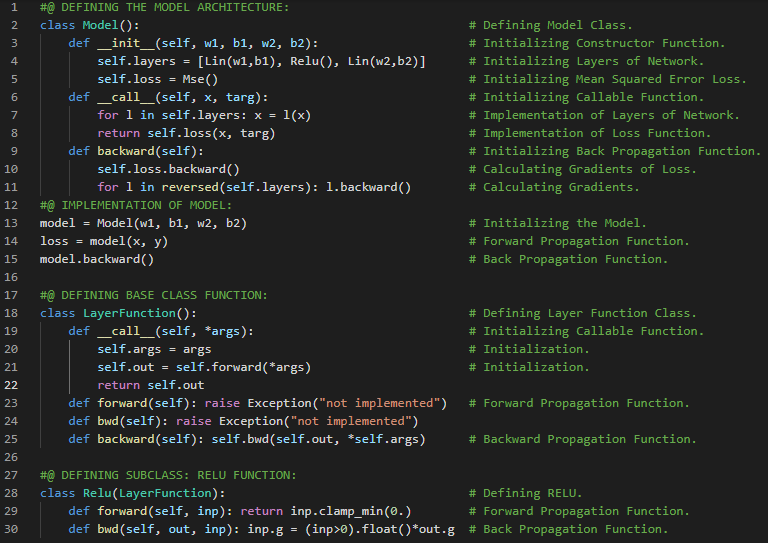 1 #@ DEFINING THE MODEL ARCHITECTURE:
2 class Model(): # Defining Model Class.
3     def __init__(self, w1, b1, w2, b2): # Initializing Constructor Function.
4         self.layers = [Lin(w1,b1), Relu(), Lin(w2,b2)] # Initializing Layers of Network.
5         self.loss = Mse() # Initializing Mean Squared Error Loss.
6     def __call__(self, x, targ): # Initializing Callable Function.
7         for l in self.layers: x = l(x) # Implementation of Layers of Network.
8         return self.loss(x, targ) # Implementation of Loss Function.
9     def backward(self): # Initializing Back Propagation Function.
10         self.loss.backward() # Calculating Gradients of Loss.
11         for l in reversed(self.layers): l.backward() # Calculating Gradients.
12 #@ IMPLEMENTATION OF MODEL:
13 model = Model(w1, b1, w2, b2) # Initializing the Model.
14 loss = model(x, y) # Forward Propagation Function.
15 model.backward() # Back Propagation Function.
16
17 #@ DEFINING BASE CLASS FUNCTION:
18 class LayerFunction(): # Defining Layer Function Class.
19     def __call__(self, *args): # Initializing Callable Function.
20         self.args = args # Initialization.
21         self.out = self.forward(*args) # Initialization.
22         return self.out
23     def forward(self): raise Exception("not implemented") # Forward Propagation Function.
24     def bwd(self): raise Exception("not implemented")
25     def backward(self): self.bwd(self.out, *self.args) # Backward Propagation Function.
26
27 #@ DEFINING SUBCLASS: RELU FUNCTION:
28 class Relu(LayerFunction): # Defining RELU.
29     def forward(self, inp): return inp.clamp_min(0.) # Forward Propagation Function.
30     def bwd(self, out, inp): inp.g = (inp>0).float()*out.g # Back Propagation Function.